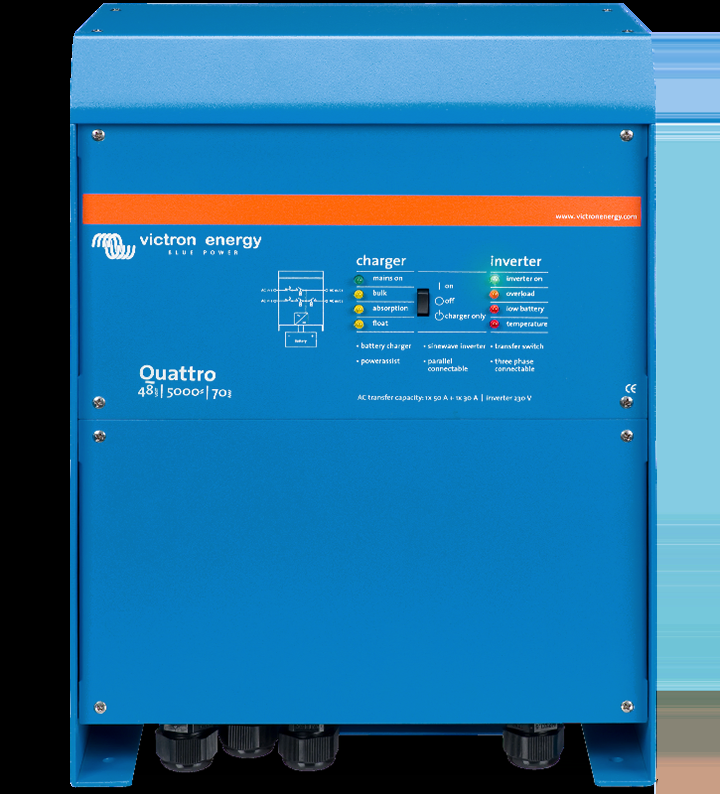 www.victronenergy.com
victron energy
BLUE POWER
charger
inverter
mains on
bulk
absorption
float
on
off
charger only
inverter on
overload
low battery
temperature
• battery charger
• sinewave inverter
• transfer switch
• powerassist
• parallel
connectable
• three phase
connectable
Battery
Quattro
48 | 5000 | 70
AC transfer capacity: 1x 50 A + 1x 30 A | inverter 230 V
CE